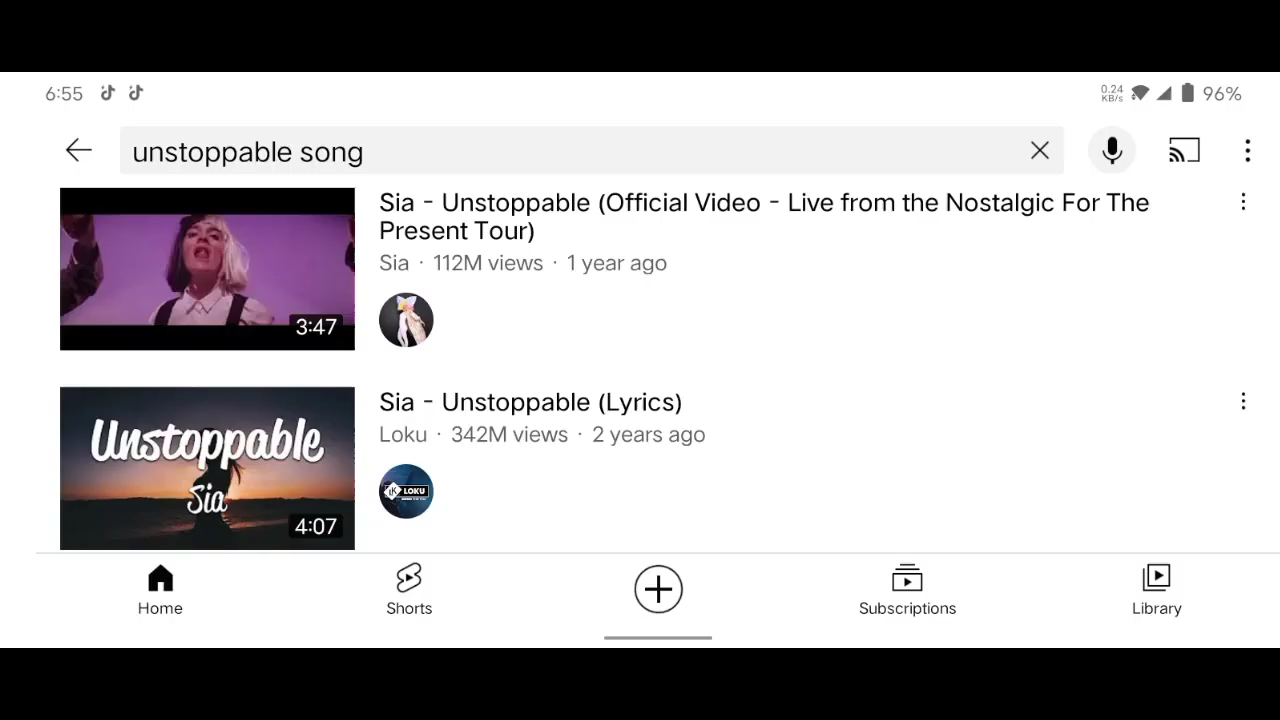 6:55
0.24
KB/s
96%
unstoppable song
Sia - Unstoppable (Official Video - Live from the Nostalgic For The
Present Tour)
Sia · 112M views · 1 year ago
3:47
Sia - Unstoppable (Lyrics)
Loku · 342M views · 2 years ago
Unstoppable
Sia
LOKU
4:07
Home
Shorts
Subscriptions
Library